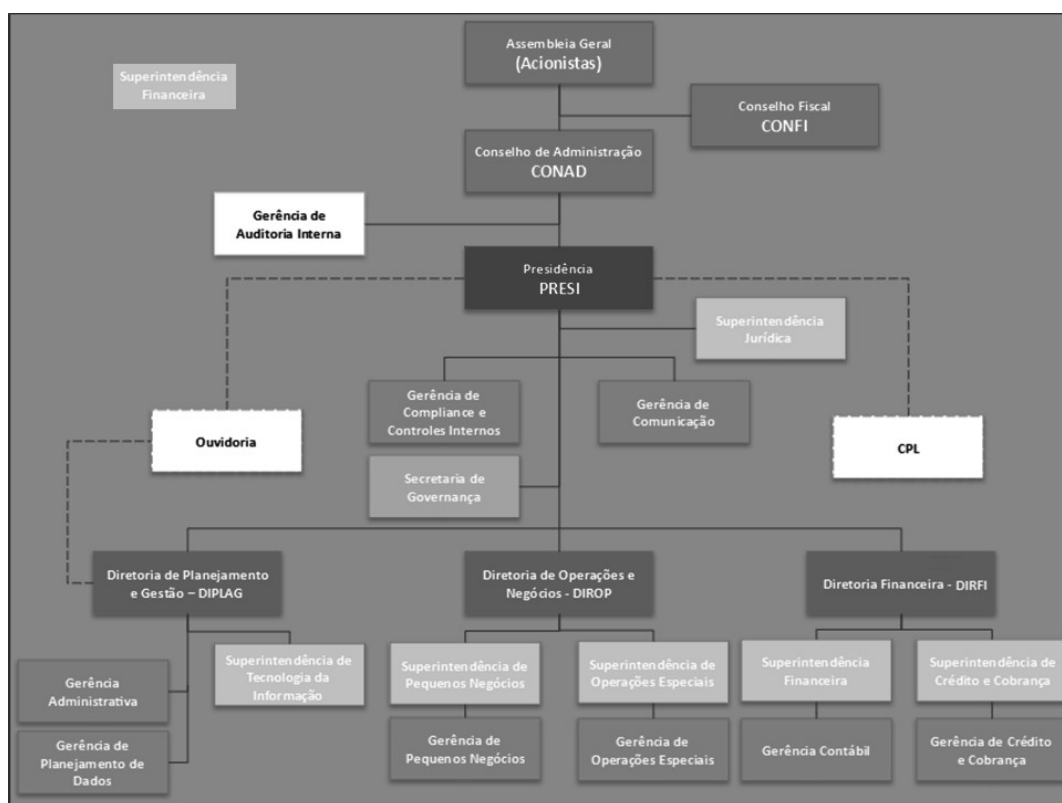 Assembleia Geral
(Acionistas)
Superintendência
Financeira
Conselho Fiscal
CONFI
Conselho de Administração
CONAD
Gerência de
Auditoria Interna
Presidência
PRESI
Superintendência
Jurídica
Gerência de
Compliance e
Controles Internos
Gerência de
Comunicação
Ouvidoria
CPL
Secretaria de
Governança
Diretoria de Planejamento
e Gestão – DIPLAG
Diretoria de Operações e
Negócios - DIROP
Diretoria Financeira - DIRFI
Gerência
Administrativa
Superintendência de
Tecnologia da
Informação
Superintendência de
Pequenos Negócios
Superintendência de
Operações Especiais
Superintendência
Financeira
Superintendência de
Crédito e Cobrança
Gerência de
Planejamento de
Dados
Gerência de
Pequenos Negócios
Gerência de
Operações Especiais
Gerência Contábil
Gerência de Crédito
e Cobrança